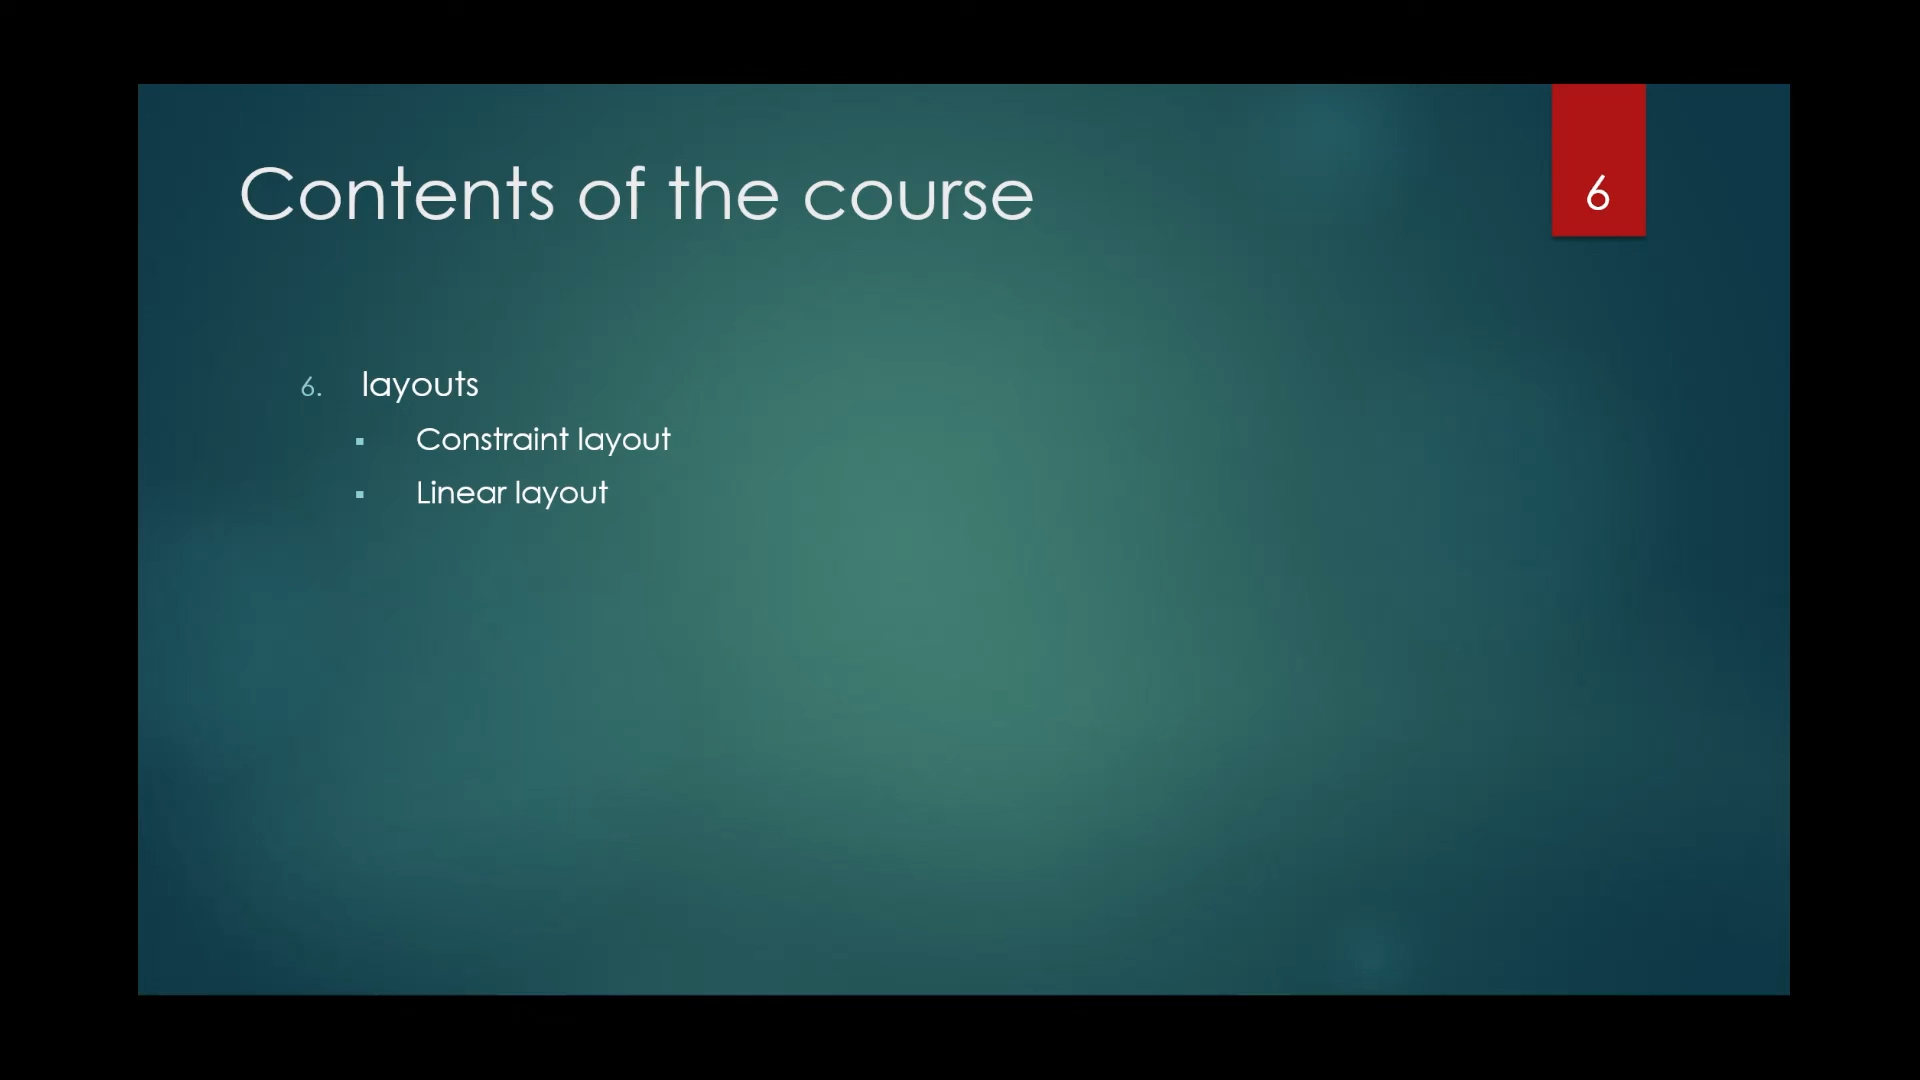 Contents of the course
6
6. layouts
▪ Constraint layout
▪ Linear layout